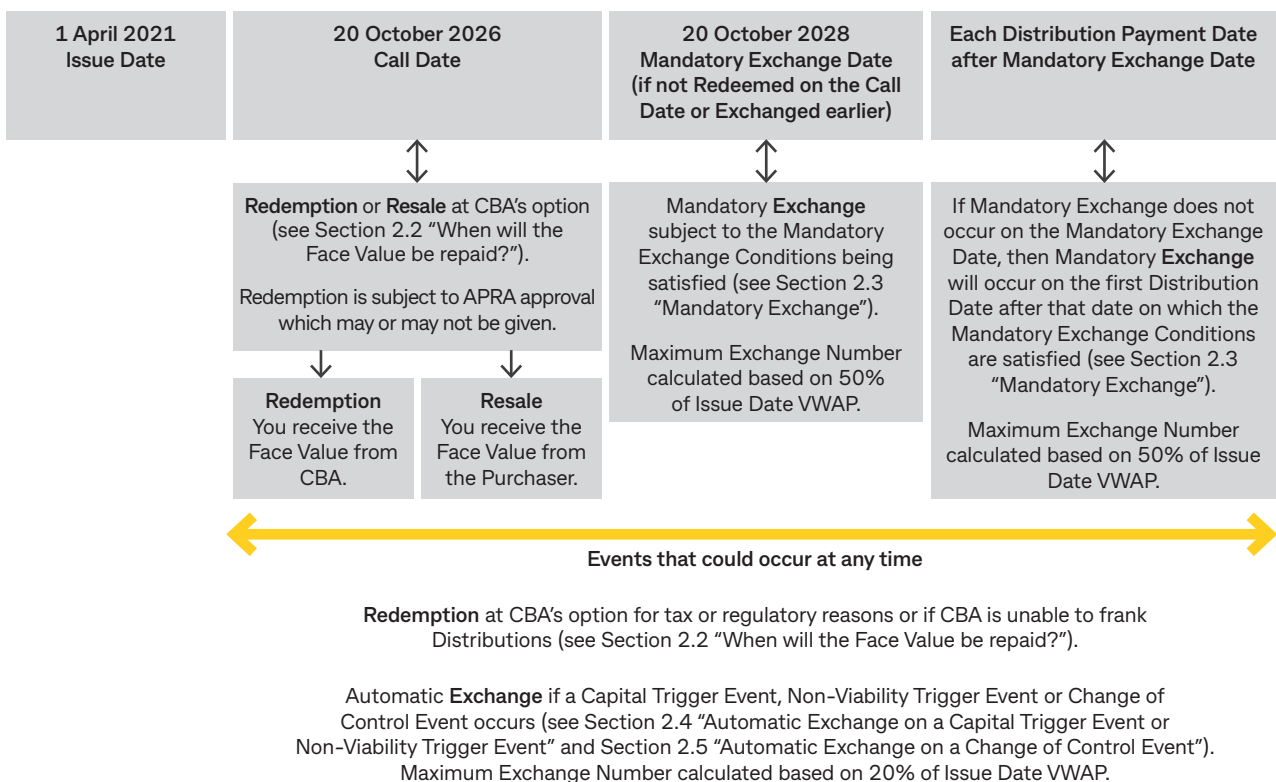 1 April 2021
Issue Date
20 October 2026
Call Date
20 October 2028
Mandatory Exchange Date
(if not Redeemed on the Call
Date or Exchanged earlier)
Each Distribution Payment Date
after Mandatory Exchange Date
Redemption or Resale at CBA's option
(see Section 2.2 “When will the
Face Value be repaid?”).
Redemption is subject to APRA approval
which may or may not be given.
Redemption
You receive the
Face Value from
CBA.
Resale
You receive the
Face Value from
the Purchaser.
Mandatory Exchange
subject to the Mandatory
Exchange Conditions being
satisfied (see Section 2.3
“Mandatory Exchange”).
Maximum Exchange Number
calculated based on 50%
of Issue Date VWAP.
If Mandatory Exchange does not
occur on the Mandatory Exchange
Date, then Mandatory Exchange
will occur on the first Distribution
Date after that date on which the
Mandatory Exchange Conditions
are satisfied (see Section 2.3
“Mandatory Exchange”).
Maximum Exchange Number
calculated based on 50% of Issue
Date VWAP.
Events that could occur at any time
Redemption at CBA's option for tax or regulatory reasons or if CBA is unable to frank
Distributions (see Section 2.2 “When will the Face Value be repaid?”).
Automatic Exchange if a Capital Trigger Event, Non-Viability Trigger Event or Change of
Control Event occurs (see Section 2.4 “Automatic Exchange on a Capital Trigger Event or
Non-Viability Trigger Event” and Section 2.5 “Automatic Exchange on a Change of Control Event”).
Maximum Exchange Number calculated based on 20% of Issue Date VWAP.